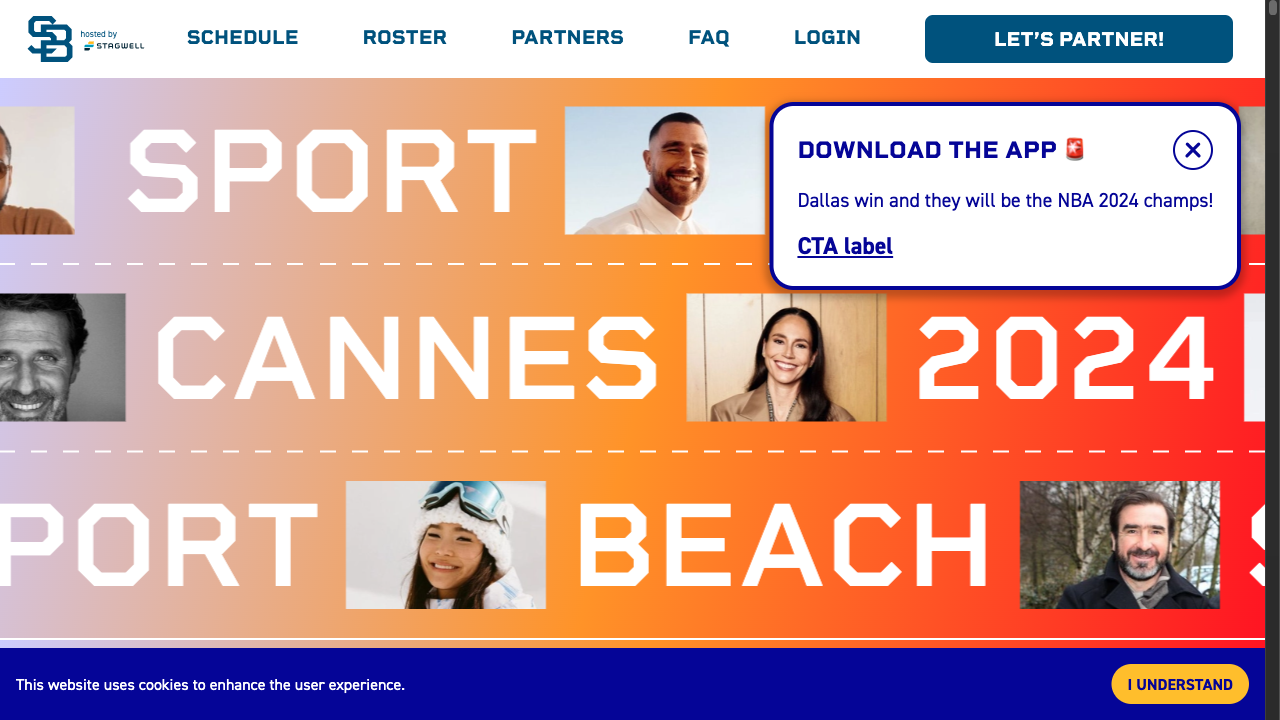 SB
hosted by
STAGWELL
SCHEDULE
ROSTER
PARTNERS
FAQ
LOGIN
LET'S PARTNER!
SPORT
DOWNLOAD THE APP 🚨
Dallas win and they will be the NBA 2024 champs!
CTA label
CANNES
2024
PORT
BEACH
This website uses cookies to enhance the user experience.
I UNDERSTAND